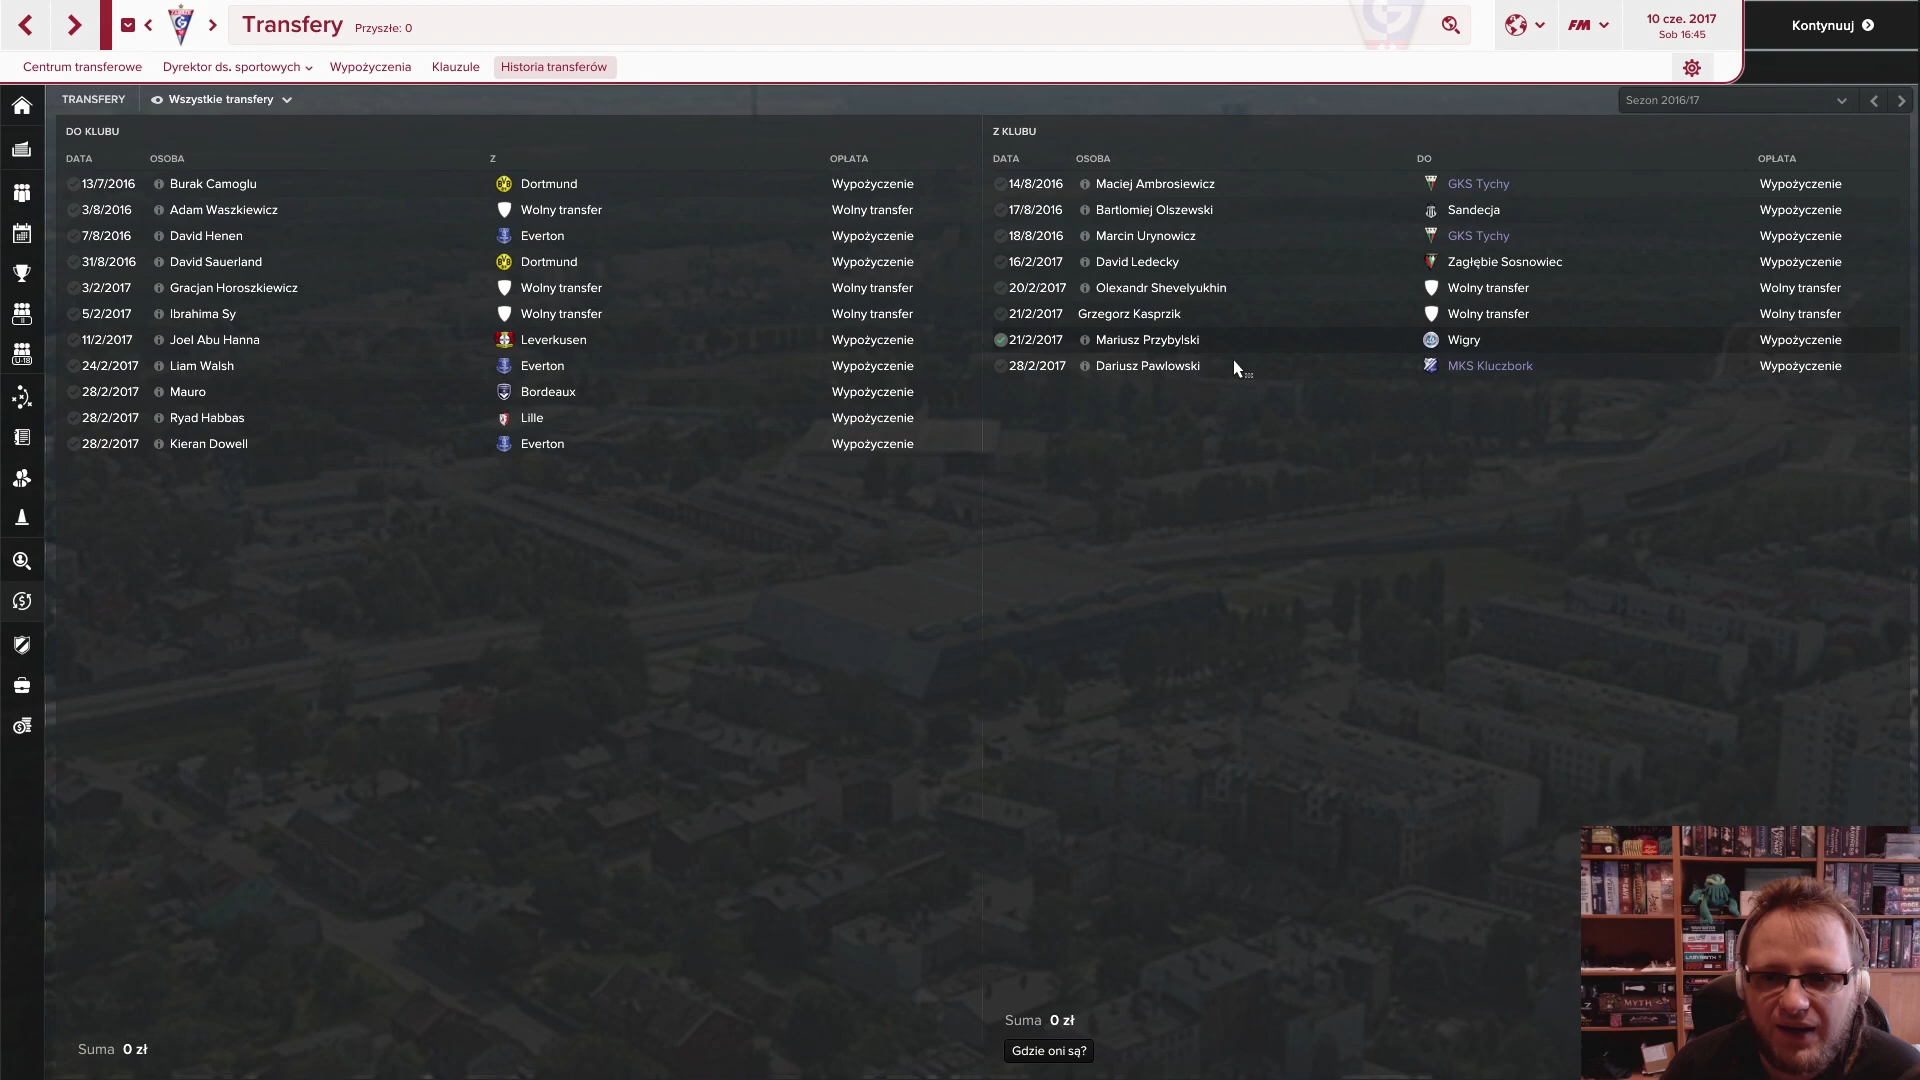 Transfery Przyszłe: 0
FM
10 cze. 2017
Sob 16:45
Kontynuuj
Centrum transferowe Dyrektor ds. sportowych Wypożyczenia Klauzule Historia transferów
TRANSFERY Wszystkie transfery Sezon 2016/17
DO KLUBU
DATA OSOBA Z OPŁATA
13/7/2016 Burak Camoglu Dortmund Wypożyczenie
3/8/2016 Adam Waszkiewicz Wolny transfer Wolny transfer
7/8/2016 David Henen Everton Wypożyczenie
31/8/2016 David Sauerland Dortmund Wypożyczenie
3/2/2017 Gracjan Horoszkiewicz Wolny transfer Wolny transfer
5/2/2017 Ibrahima Sy Wolny transfer Wolny transfer
11/2/2017 Joel Abu Hanna Leverkusen Wypożyczenie
24/2/2017 Liam Walsh Everton Wypożyczenie
28/2/2017 Mauro Bordeaux Wypożyczenie
28/2/2017 Ryad Habbas Lille Wypożyczenie
28/2/2017 Kieran Dowell Everton Wypożyczenie
Suma 0 zł
Z KLUBU
DATA OSOBA DO OPŁATA
14/8/2016 Maciej Ambrosiewicz GKS Tychy Wypożyczenie
17/8/2016 Bartlomiej Olszewski Sandecja Wypożyczenie
18/8/2016 Marcin Urynowicz GKS Tychy Wypożyczenie
16/2/2017 David Ledecky Zagłębie Sosnowiec Wypożyczenie
20/2/2017 Olexandr Shevelyukhin Wolny transfer Wolny transfer
21/2/2017 Grzegorz Kasprzik Wolny transfer Wolny transfer
21/2/2017 Mariusz Przybylski Wigry Wypożyczenie
28/2/2017 Dariusz Pawlowski MKS Kluczbork Wypożyczenie
Suma 0 zł
Gdzie oni są?
U-18
II
LABYRINTH
MYTH